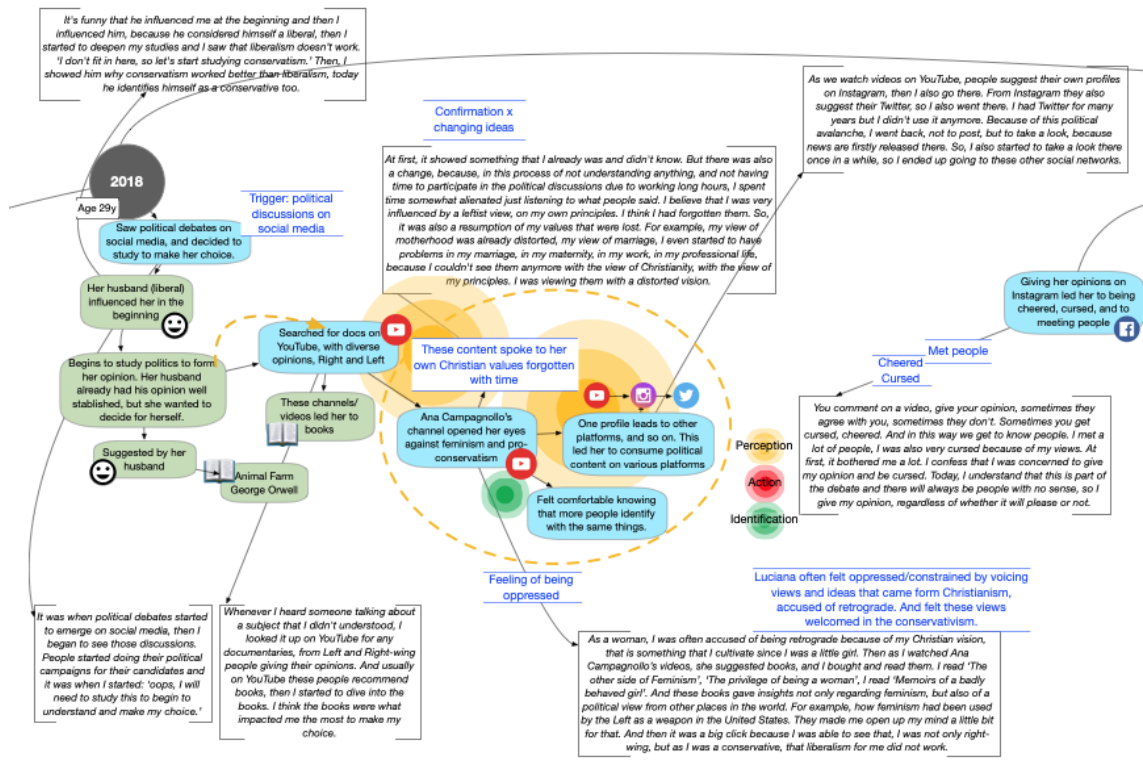 It's funny that he influenced me at the beginning and then I
influenced him, because he considered himself a liberal, then I
started to deepen my studies and I saw that liberalism doesn't work.
'I don't fit in here, so let's start studying conservatism.' Then, I
showed him why conservatism worked better than liberalism, today
he identifies himself as a conservative too.
2018
Age 29y
Trigger: political
discussions on
social media
Saw political debates on
social media, and decided to
study to make her choice.
Her husband (liberal)
influenced her in the
beginning
Begins to study politics to form
her opinion. Her husband
already had his opinion well
stablished, but she wanted to
decide for herself.
Suggested by her
husband
Animal Farm
George Orwell
Searched for docs on
YouTube, with diverse
opinions, Right and Left
These channels/
videos led her to
books
Confirmation x
changing ideas
At first, it showed something that I already was and didn't know. But there was also
a change, because, in this process of not understanding anything, and not having
time to participate in the political discussions due to working long hours, I spent
time somewhat alienated just listening to what people said. I believe that I was very
influenced by a leftist view, on my own principles. I think I had forgotten them. So,
it was also a resumption of my values that were lost. For example, my view of
motherhood was already distorted, my view of marriage, I even started to have
problems in my marriage, in my maternity, in my work, in my professional life,
because I couldn't see them anymore with the view of Christianity, with the view of
my principles. I was viewing them with a distorted vision.
These content spoke to her
own Christian values forgotten
with time
Ana Campagnollo's
channel opened her eyes
against feminism and pro-
conservatism
One profile leads to other
platforms, and so on. This
led her to consume political
content on various platforms
Felt comfortable knowing
that more people identify
with the same things.
As we watch videos on YouTube, people suggest their own profiles
on Instagram, then I also go there. From Instagram they also
suggest their Twitter, so I also went there. I had Twitter for many
years but I didn't use it anymore. Because of this political
avalanche, I went back, not to post, but to take a look, because
news are firstly released there. So, I also started to take a look there
once in a while, so I ended up going to these other social networks.
Giving her opinions on
Instagram led her to being
cheered, cursed, and to
meeting people
Met people
Cheered
Cursed
You comment on a video, give your opinion, sometimes they
agree with you, sometimes they don't. Sometimes you get
cursed, cheered. And in this way we get to know people. I met a
lot of people, I was also very cursed because of my views. At
first, it bothered me a lot. I confess that I was concerned to give
my opinion and be cursed. Today, I understand that this is part of
the debate and there will always be people with no sense, so I
give my opinion, regardless of whether it will please or not.
Perception
Action
Identification
It was when political debates started
to emerge on social media, then I
began to see those discussions.
People started doing their political
campaigns for their candidates and
it was when I started: 'oops, I will
need to study this to begin to
understand and make my choice.'
Whenever I heard someone talking about
a subject that I didn't understood, I
looked it up on YouTube for any
documentaries, from Left and Right-wing
people giving their opinions. And usually
on YouTube these people recommend
books, then I started to dive into the
books. I think the books were what
impacted me the most to make my
choice.
Feeling of being
oppressed
Luciana often felt oppressed/constrained by voicing
views and ideas that came form Christianism,
accused of retrograde. And felt these views
welcomed in the conservativism.
As a woman, I was often accused of being retrograde because of my Christian vision,
that is something that I cultivate since I was a little girl. Then as I watched Ana
Campagnollo's videos, she suggested books, and I bought and read them. I read 'The
other side of Feminism', 'The privilege of being a woman', I read 'Memoirs of a badly
behaved girl'. And these books gave insights not only regarding feminism, but also of a
political view from other places in the world. For example, how feminism had been used
by the Left as a weapon in the United States. They made me open up my mind a little bit
for that. And then it was a big click because I was able to see that, I was not only right-
wing, but as I was a conservative, that liberalism for me did not work.